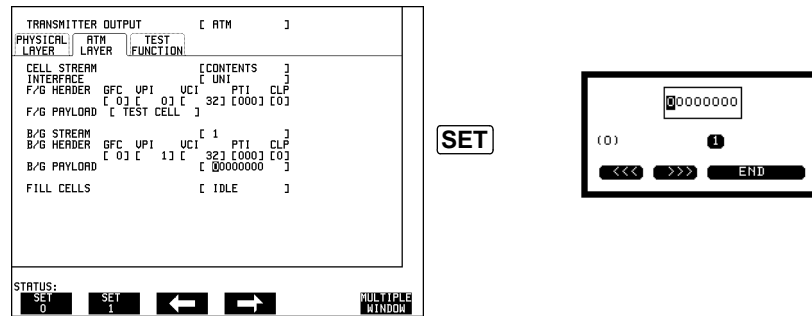 TRANSMITTER OUTPUT [ ATM ]
PHYSICAL LAYER ATM LAYER TEST FUNCTION
CELL STREAM [CONTENTS ]
INTERFACE [ UNI ]
F/G HEADER GFC VPI VCI PTI CLP
[ 0] [ 0] [ 32] [000] [0]
F/G PAYLOAD [ TEST CELL ]
B/G STREAM [ 1 ]
B/G HEADER GFC VPI VCI PTI CLP
[ 0] [ 1] [ 32] [000] [0]
B/G PAYLOAD [ 00000000 ]
FILL CELLS [ IDLE ]
STATUS:
SET 0 SET 1 MULTIPLE WINDOW
SET
00000000
(0) 1
<<< >>> END